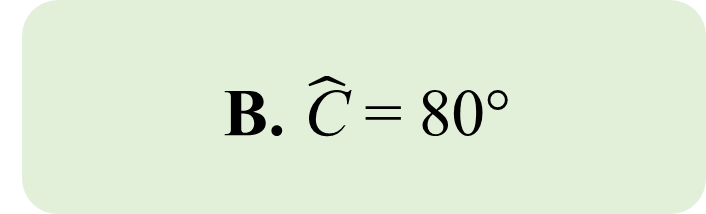 B. Ĉ = 80°